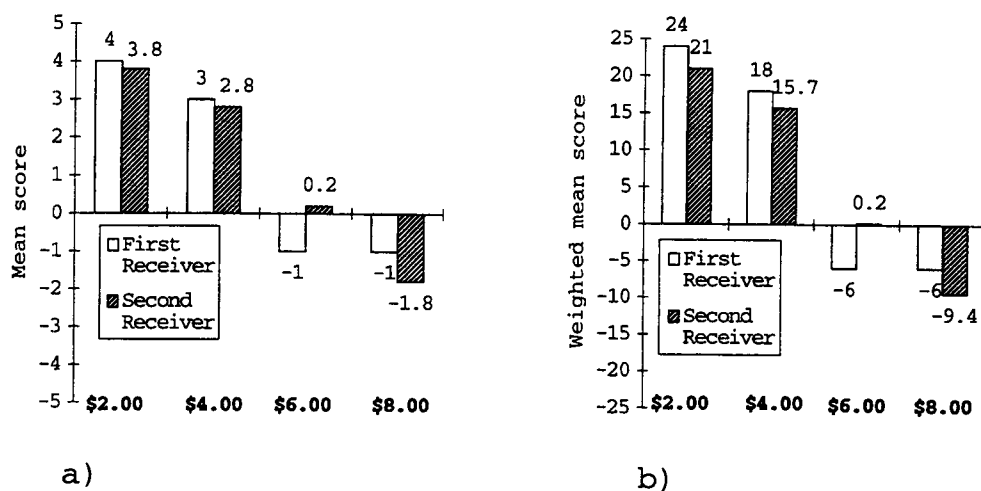 Mean score
5
4
3
2
1
0
-1
-2
-3
-4
-5
4
3.8
3
2.8
0.2
-1
-1
-1.8
First
Receiver
Second
Receiver
$2.00 $4.00 $6.00 $8.00
a)
Weighted mean score
25
20
15
10
5
0
-5
-10
-15
-20
-25
24
21
18
15.7
0.2
-6
-6
-9.4
First
Receiver
Second
Receiver
$2.00 $4.00 $6.00 $8.00
b)